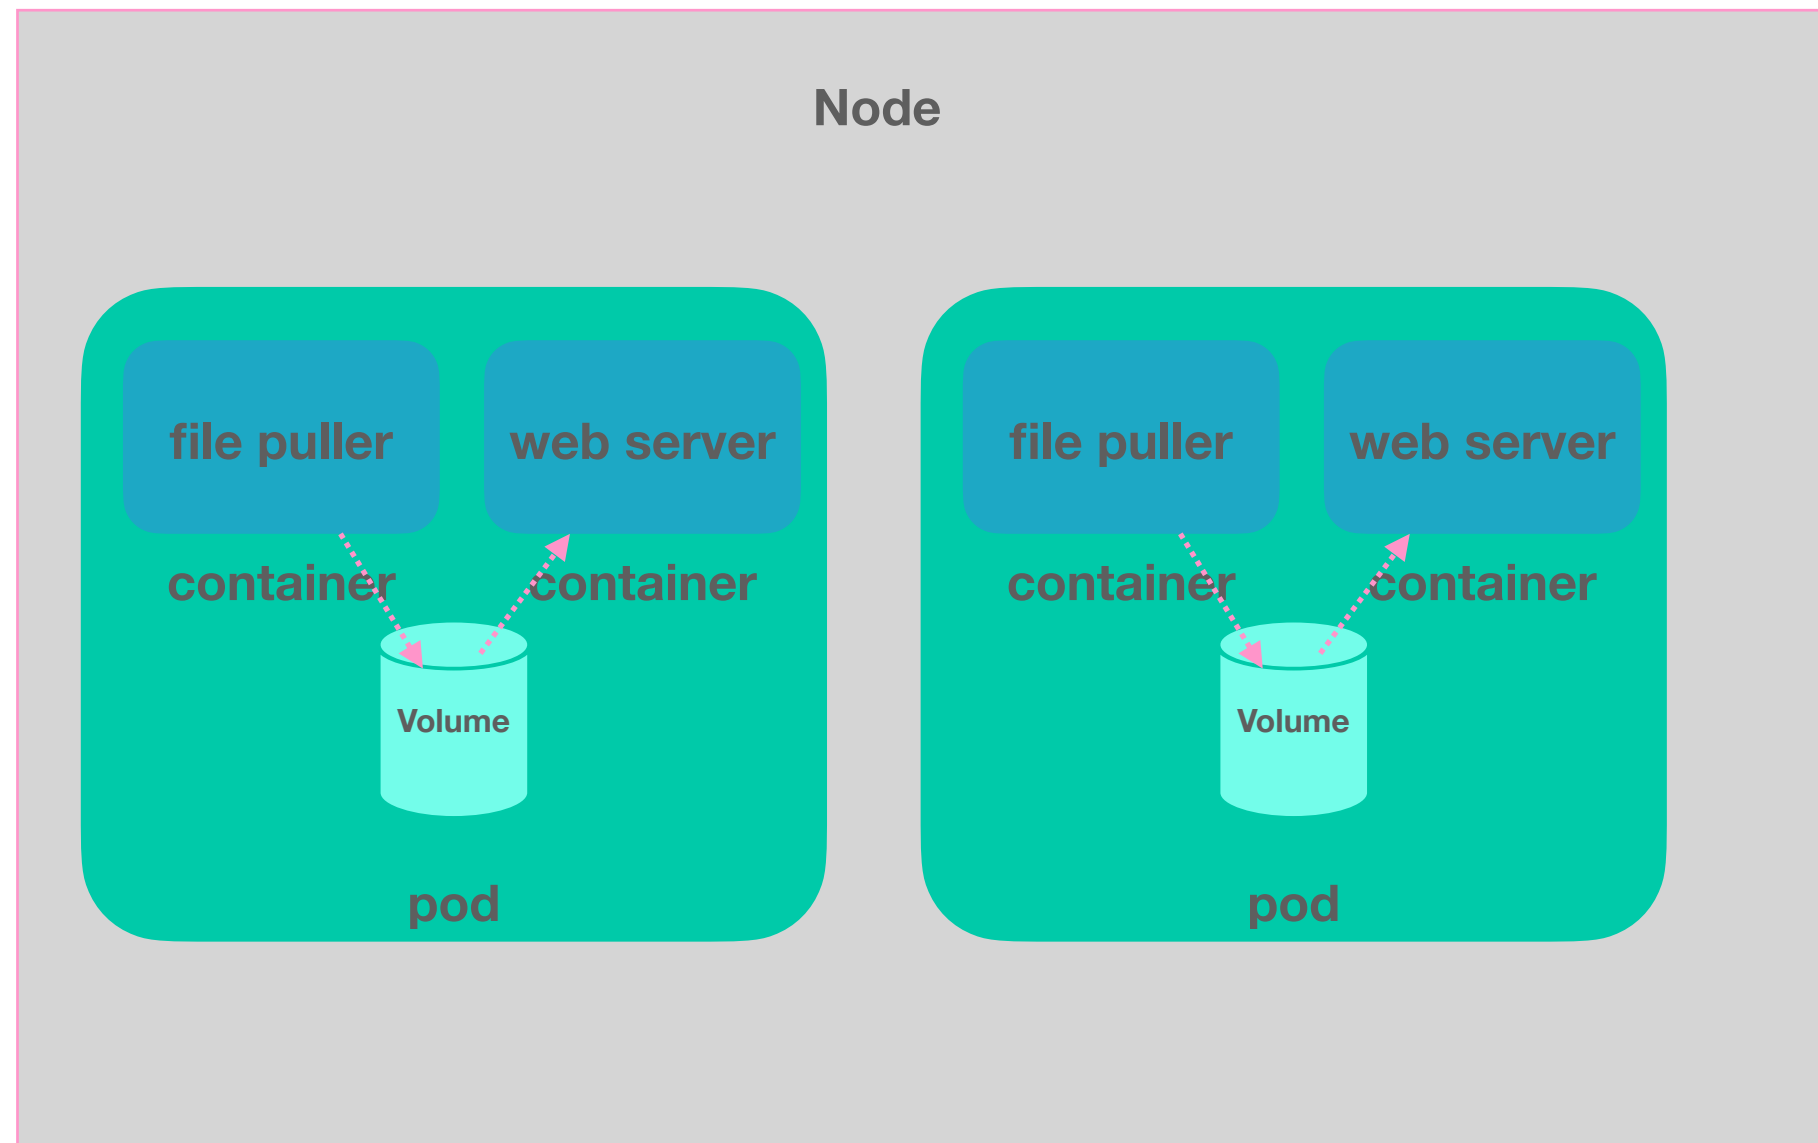 Node
file puller
web server
container
container
Volume
pod
file puller
web server
container
container
Volume
pod